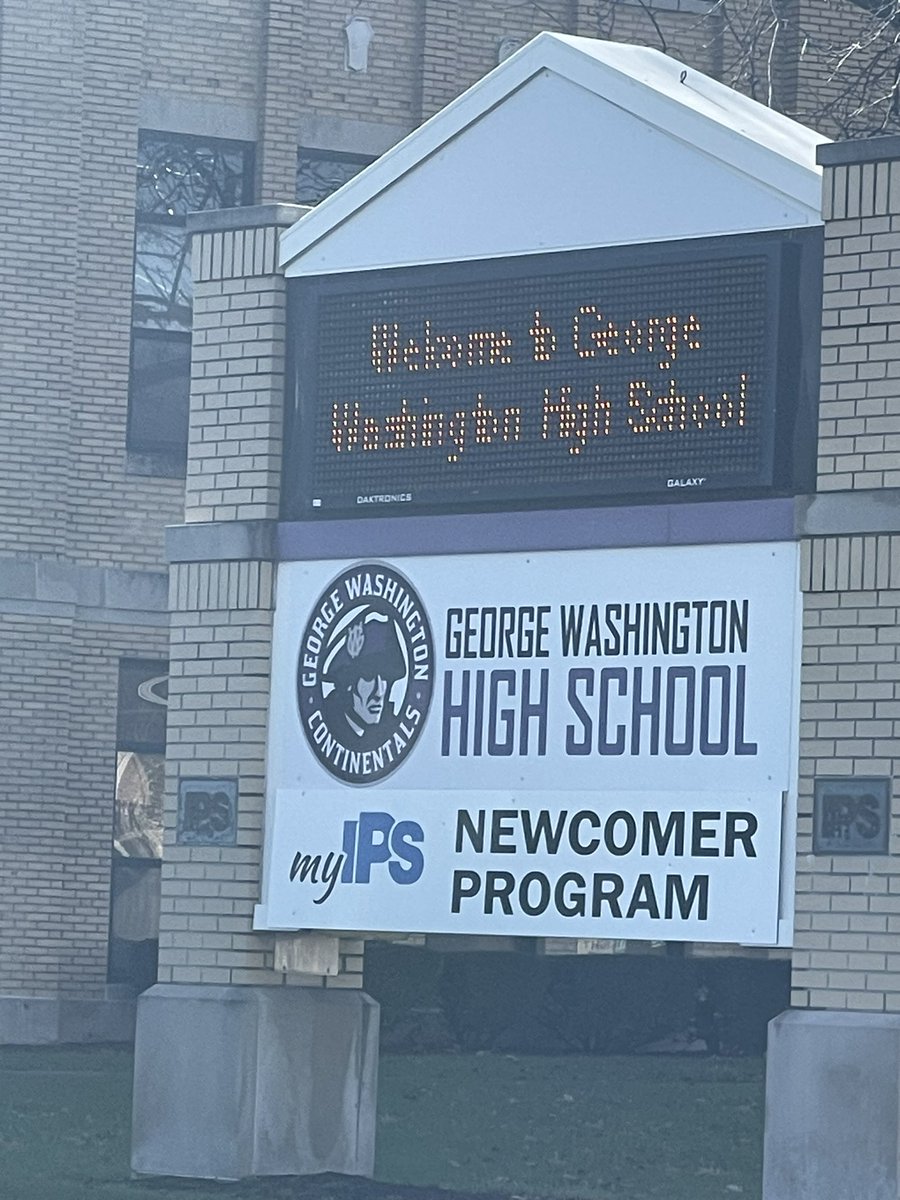 Welcome to George
Washington High School
DAKTRONICS
GALAXY
GEORGE WASHINGTON
CONTINENTALS
GEORGE WASHINGTON
HIGH SCHOOL
myIPS
NEWCOMER
PROGRAM
IPS
IPS